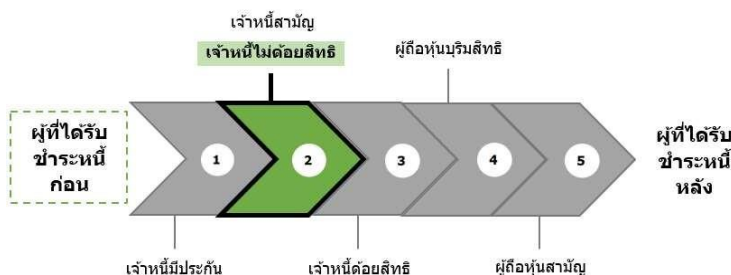 เจ้าหนี้สามัญ
เจ้าหนี้ไม่ด้อยสิทธิ
ผู้ถือหุ้นบุริมสิทธิ
ผู้ที่ได้รับ
ชำระหนี้
ก่อน
1
2
3
4
5
ผู้ที่ได้รับ
ชำระหนี้
หลัง
เจ้าหนี้มีประกัน
เจ้าหนี้ด้อยสิทธิ
ผู้ถือหุ้นสามัญ